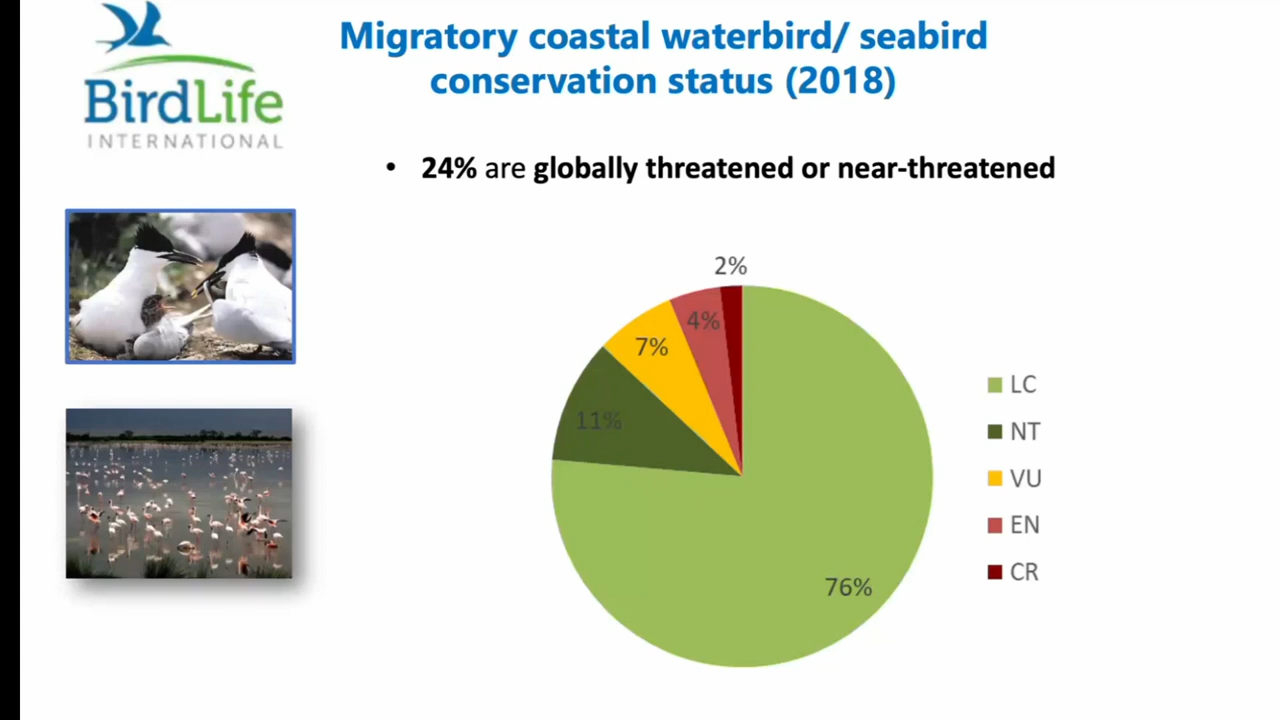 Migratory coastal waterbird/ seabird
conservation status (2018)
BirdLife
INTERNATIONAL
• 24% are globally threatened or near-threatened
2%
4%
7%
11%
76%
LC
NT
VU
EN
CR